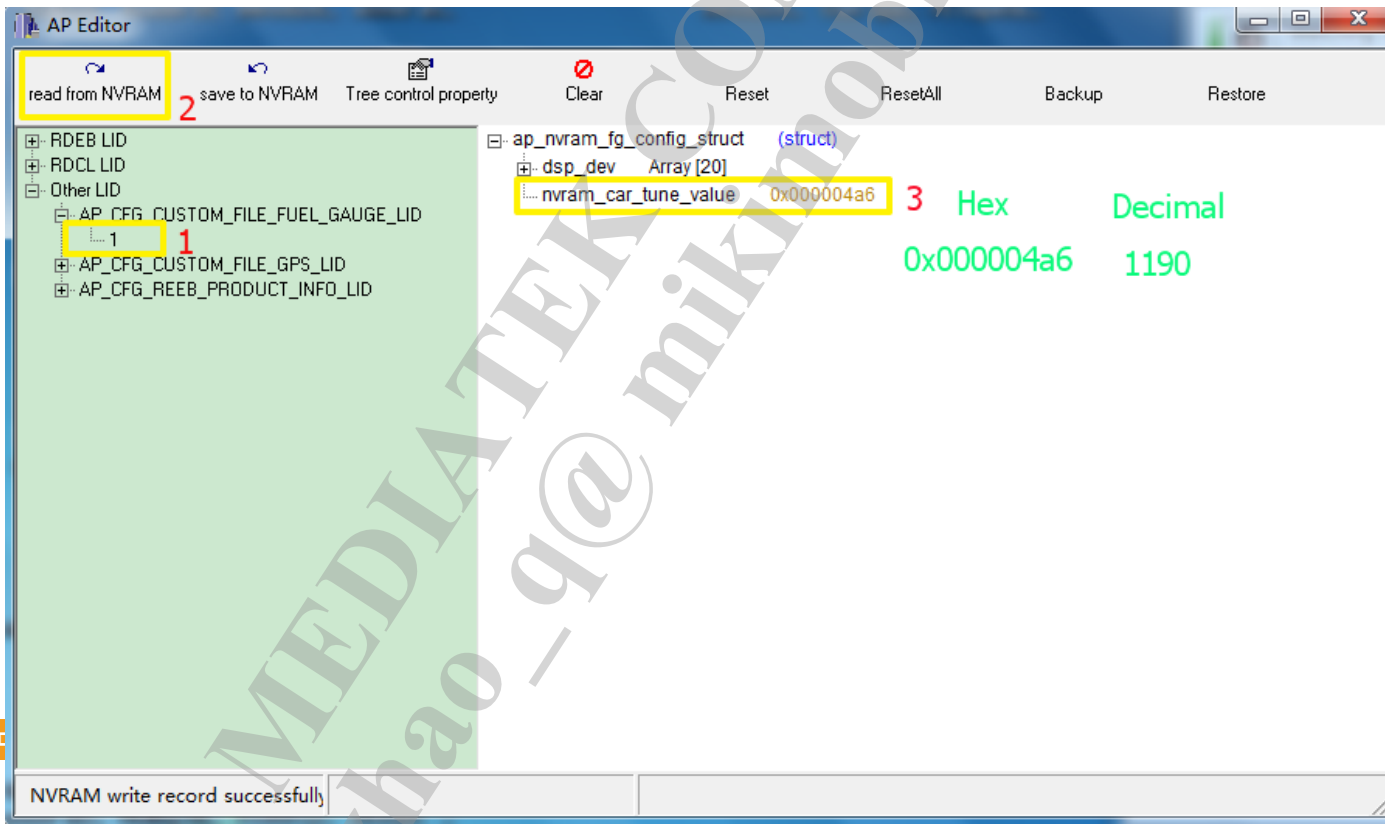 AP Editor
read from NVRAM
2
save to NVRAM
Tree control property
Clear
Reset
ResetAll
Backup
Restore
RDEB LID
RDCL LID
Other LID
AP_CFG_CUSTOM_FILE_FUEL_GAUGE_LID
1
1
AP_CFG_CUSTOM_FILE_GPS_LID
AP_CFG_REEB_PRODUCT_INFO_LID
ap_nvram_fg_config_struct (struct)
dsp_dev Array [20]
nvram_car_tune_value 0x000004a6
3
Hex Decimal
0x000004a6 1190
NVRAM write record successfully
MEDIATEK CO
hao_q@